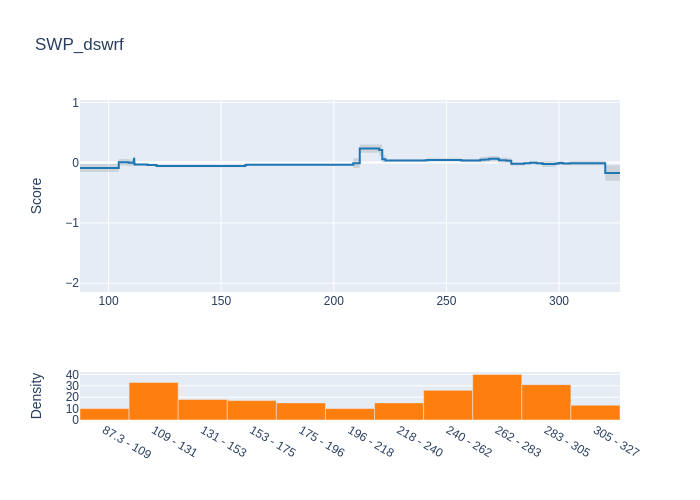 SWP_dswrf
1
0
−1
−2
Score
100
150
200
250
300
40
30
20
10
0
Density
87.3 - 109
109 - 131
131 - 153
153 - 175
175 - 196
196 - 218
218 - 240
240 - 262
262 - 283
283 - 305
305 - 327